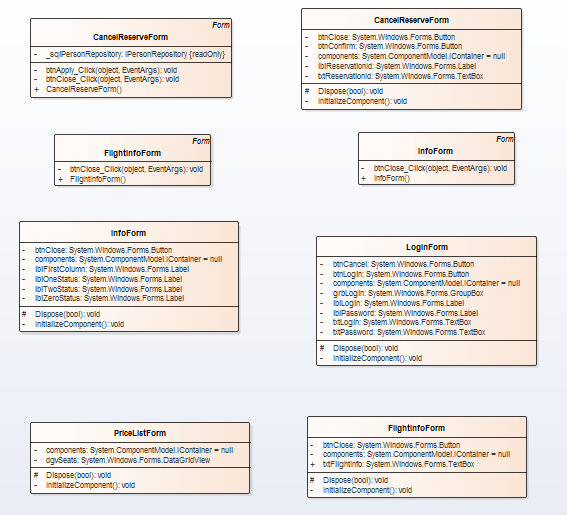 Form
CancelReserveForm
- _sqlPersonRepository: IPersonRepository {readOnly}
- btnApply_Click(object, EventArgs): void
- btnClose_Click(object, EventArgs): void
+ CancelReserveForm()
CancelReserveForm
- btnClose: System.Windows.Forms.Button
- btnConfirm: System.Windows.Forms.Button
- components: System.ComponentModel.IContainer = null
- lblReservationId: System.Windows.Forms.Label
- txtReservationId: System.Windows.Forms.TextBox
# Dispose(bool): void
- InitializeComponent(): void
Form
FlightInfoForm
- btnClose_Click(object, EventArgs): void
+ FlightInfoForm()
Form
InfoForm
- btnClose_Click(object, EventArgs): void
+ InfoForm()
InfoForm
- btnClose: System.Windows.Forms.Button
- components: System.ComponentModel.IContainer = null
- lblFirstColumn: System.Windows.Forms.Label
- lblOneStatus: System.Windows.Forms.Label
- lblTwoStatus: System.Windows.Forms.Label
- lblZeroStatus: System.Windows.Forms.Label
# Dispose(bool): void
- InitializeComponent(): void
LoginForm
- btnCancel: System.Windows.Forms.Button
- btnLogin: System.Windows.Forms.Button
- components: System.ComponentModel.IContainer = null
- grbLogin: System.Windows.Forms.GroupBox
- lblLogin: System.Windows.Forms.Label
- lblPassword: System.Windows.Forms.Label
- txtLogin: System.Windows.Forms.TextBox
- txtPassword: System.Windows.Forms.TextBox
# Dispose(bool): void
- InitializeComponent(): void
PriceListForm
- components: System.ComponentModel.IContainer = null
- dgvSeats: System.Windows.Forms.DataGridView
# Dispose(bool): void
- InitializeComponent(): void
FlightInfoForm
- btnClose: System.Windows.Forms.Button
- components: System.ComponentModel.IContainer = null
+ txtFlightInfo: System.Windows.Forms.TextBox
# Dispose(bool): void
- InitializeComponent(): void